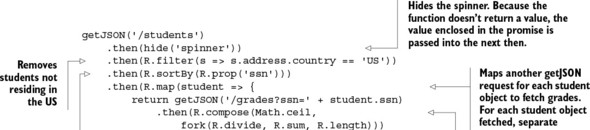 Hides the spinner. Because the
function doesn't return a value, the
value enclosed in the promise is
passed into the next then.
getJSON('/students')
.then(hide('spinner'))
.then(R.filter(s => s.address.country == 'US'))
.then(R.sortBy(R.prop('ssn')))
.then(R.map(student => {
return getJSON('/grades?ssn=' + student.ssn)
.then(R.compose(Math.ceil,
fork(R.divide, R.sum, R.length)))
Removes
students not
residing in
the US
Maps another getJSON
request for each student
object to fetch grades.
For each student object
fetched, separate